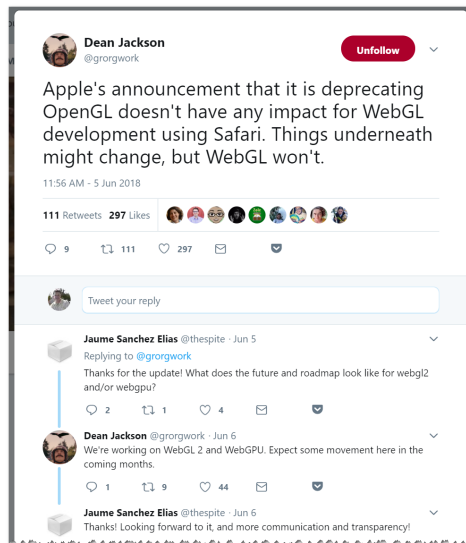 Dean Jackson
@grorgwork
Unfollow
Apple's announcement that it is deprecating
OpenGL doesn't have any impact for WebGL
development using Safari. Things underneath
might change, but WebGL won't.
11:56 AM - 5 Jun 2018
111 Retweets 297 Likes
9 111 297
Tweet your reply
Jaume Sanchez Elias @thespite · Jun 5
Replying to @grorgwork
Thanks for the update! What does the future and roadmap look like for webgl2
and/or webgpu?
2 1 4
Dean Jackson @grorgwork · Jun 6
We're working on WebGL 2 and WebGPU. Expect some movement here in the
coming months.
1 9 44
Jaume Sanchez Elias @thespite · Jun 6
Thanks! Looking forward to it, and more communication and transparency!